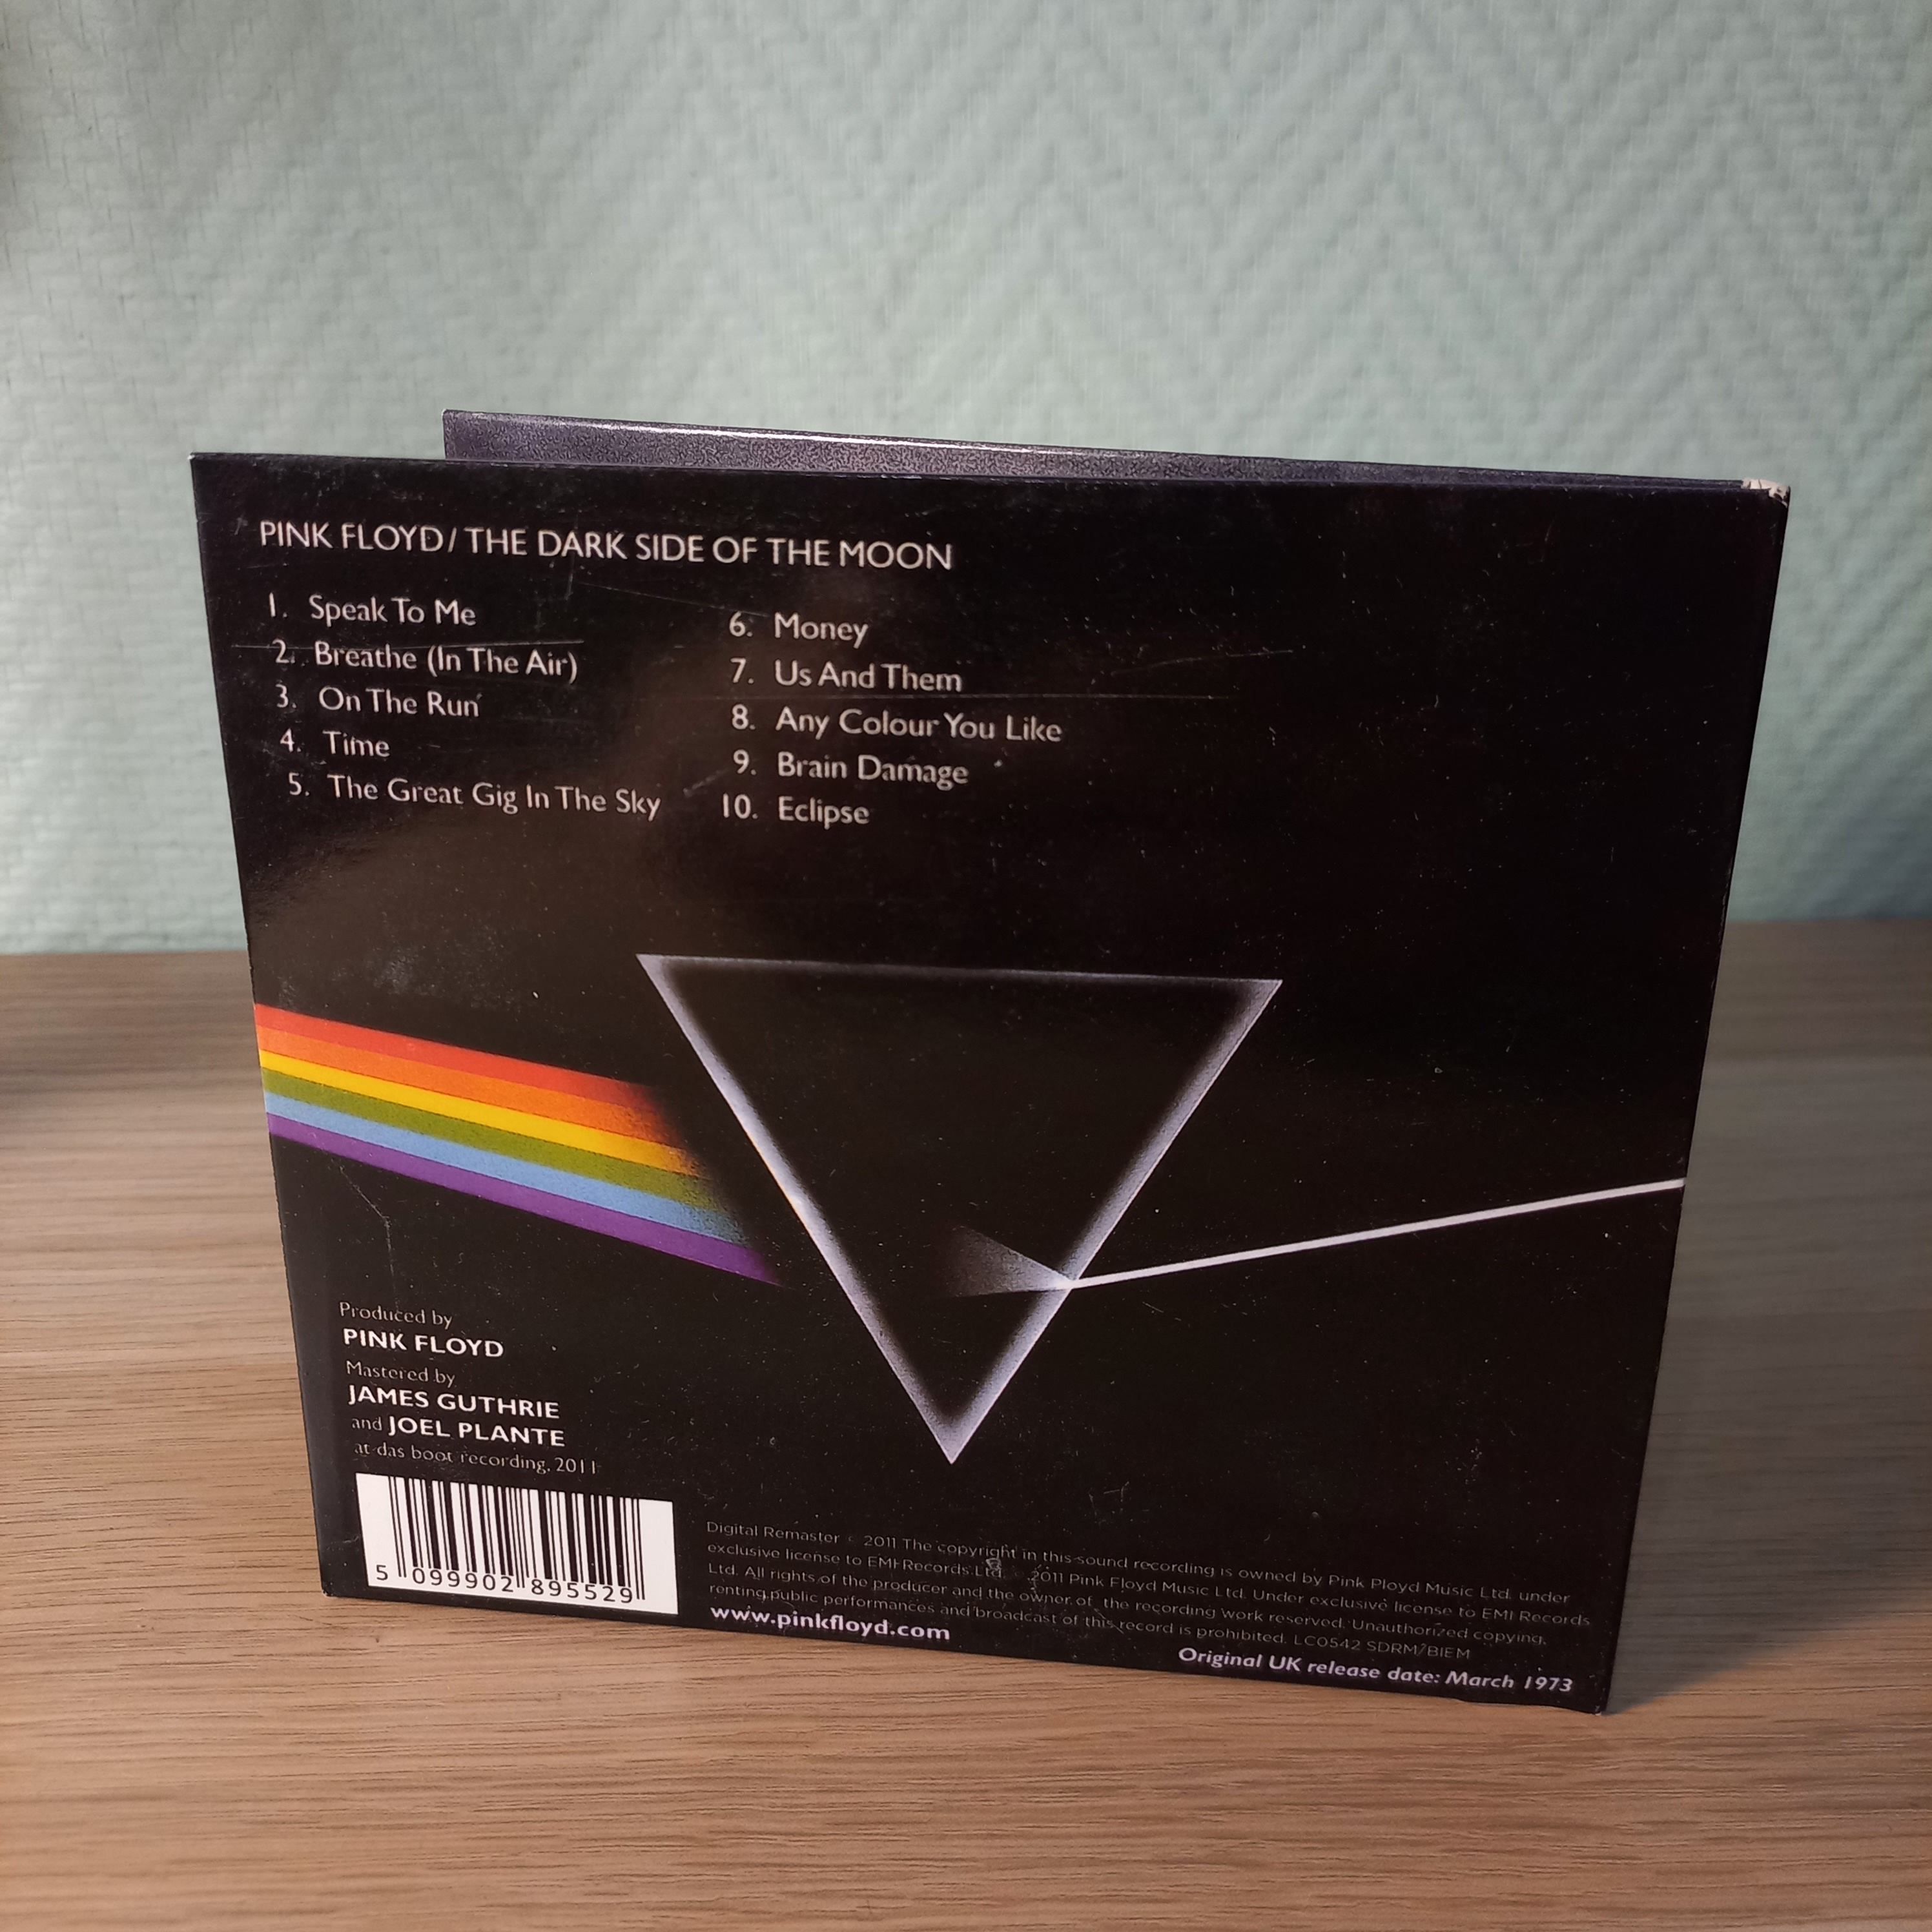 PINK FLOYD / THE DARK SIDE OF THE MOON
1. Speak To Me
2. Breathe (In The Air)
3. On The Run
4. Time
5. The Great Gig In The Sky
6. Money
7. Us And Them
8. Any Colour You Like
9. Brain Damage
10. Eclipse
Produced by
PINK FLOYD
Mastered by
JAMES GUTHRIE
and JOEL PLANTE
at das boot recording, 2011
5 099902 895529
Digital Remaster 2011 The copyright in this sound recording is owned by Pink Ployd Music Ltd. under
exclusive license to EMI Records Ltd. 2011 Pink Floyd Music Ltd. Under exclusive license to EMI Records
Ltd. All rights of the producer and the owner of the recording work reserved. Unauthorized copying,
renting,public performances and broadcast of this record is prohibited. LC0542 SDRM/BIEM
www.pinkfloyd.com
Original UK release date: March 1973